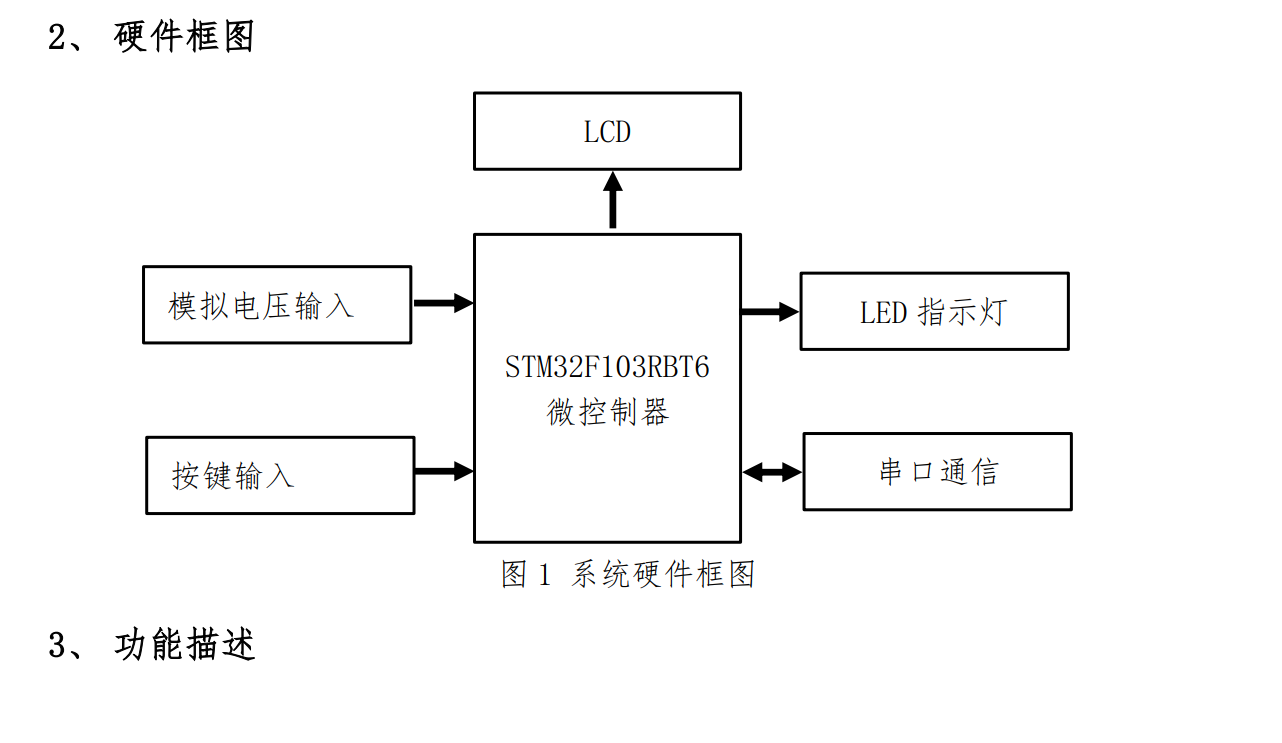 2、 硬件框图
LCD
模拟电压输入
LED 指示灯
STM32F103RBT6
微控制器
按键输入
串口通信
图 1 系统硬件框图
3、 功能描述